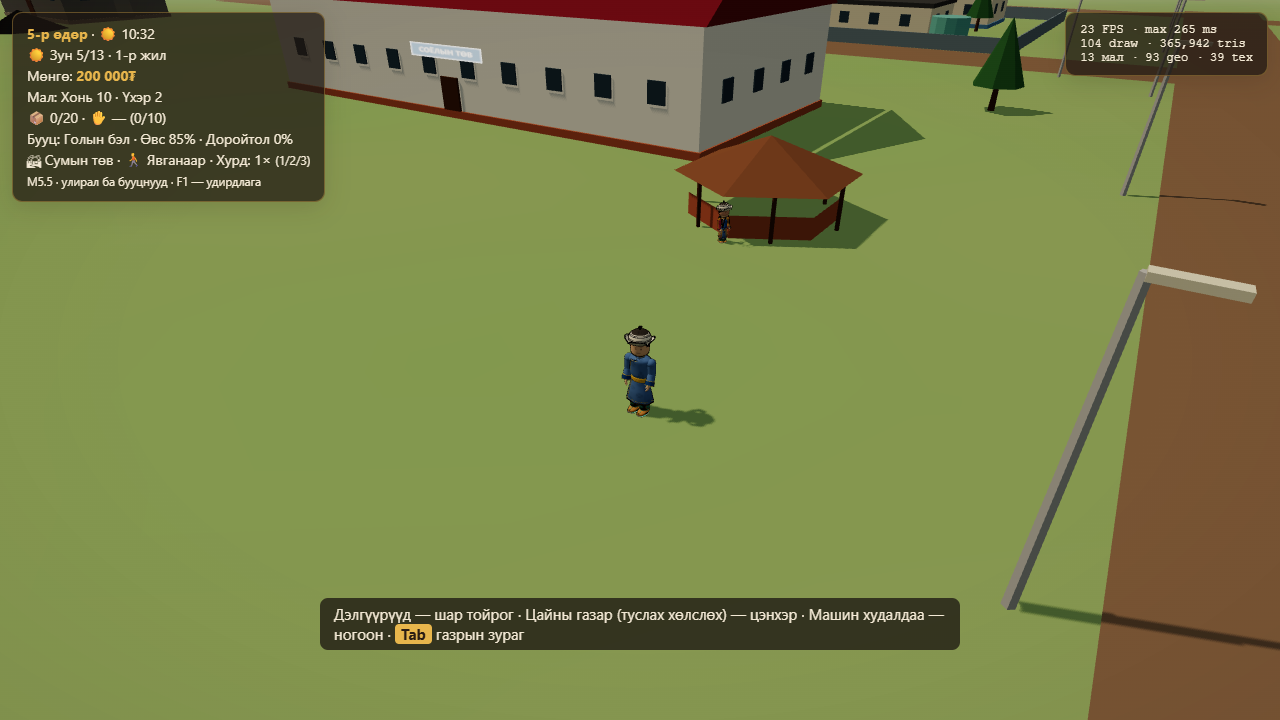 5-р өдөр · 10:32
Зун 5/13 · 1-р жил
Мөнгө: 200 000₮
Мал: Хонь 10 · Үхэр 2
0/20 · — (0/10)
Бууц: Голын бэл · Өвс 85% · Доройтол 0%
Сумын төв · Явганаар · Хурд: 1× (1/2/3)
M5.5 · улирал ба бууцнууд · F1 — удирдлага
23 FPS · max 265 ms
104 draw · 365,942 tris
13 мал · 93 geo · 39 tex
СОЁЛЫН ТӨВ
Дэлгүүрүүд — шар тойрог · Цайны газар (туслах хөлслөх) — цэнхэр · Машин худалдаа —
ногоон · Tab газрын зураг